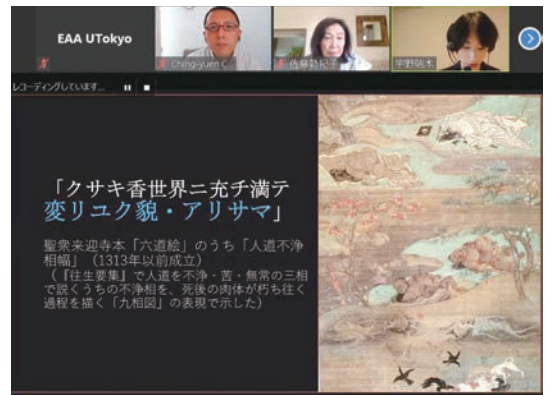 EAA UTokyo
Ching-yuen C
佐藤勢紀子
宇野瑞木
レコーディングしています...
「クサキ香世界ニ充チ満テ
変リユク貌・アリサマ」
聖衆来迎寺本「六道絵」のうち「人道不浄
相幅」（1313年以前成立）
（『往生要集』で人道を不浄・苦・無常の三相
で説くうちの不浄相を、死後の肉体が朽ち往く
過程を描く「九相図」の表現で示した）